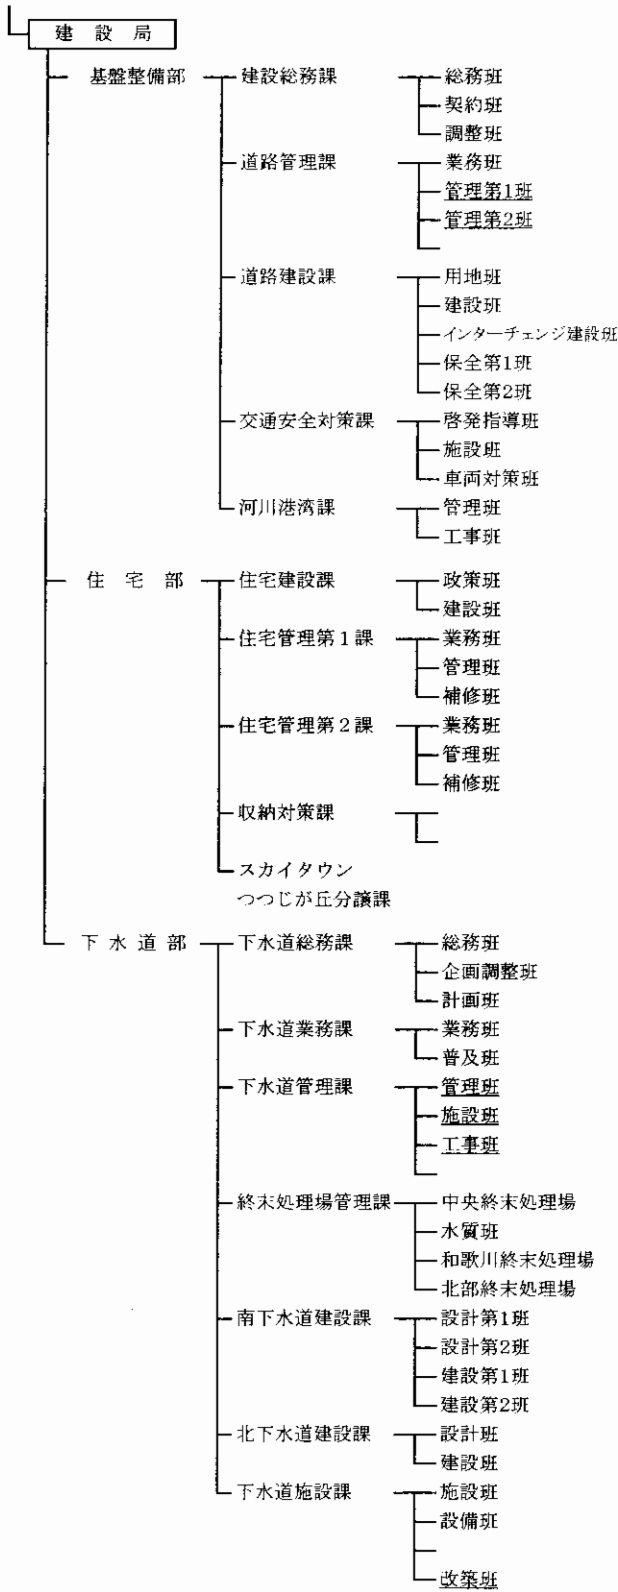 建設局
基盤整備部 建設総務課 総務班
契約班
調整班
道路管理課 業務班
管理第1班
管理第2班
道路建設課 用地班
建設班
インターチェンジ建設班
保全第1班
保全第2班
交通安全対策課 啓発指導班
施設班
車両対策班
河川港湾課 管理班
工事班
住宅部 住宅建設課 政策班
建設班
住宅管理第1課 業務班
管理班
補修班
住宅管理第2課 業務班
管理班
補修班
収納対策課
スカイタウン
つつじが丘分譲課
下水道部 下水道総務課 総務班
企画調整班
計画班
下水道業務課 業務班
普及班
下水道管理課 管理班
施設班
工事班
終末処理場管理課 中央終末処理場
水質班
和歌川終末処理場
北部終末処理場
南下水道建設課 設計第1班
設計第2班
建設第1班
建設第2班
北下水道建設課 設計班
建設班
下水道施設課 施設班
設備班
改築班